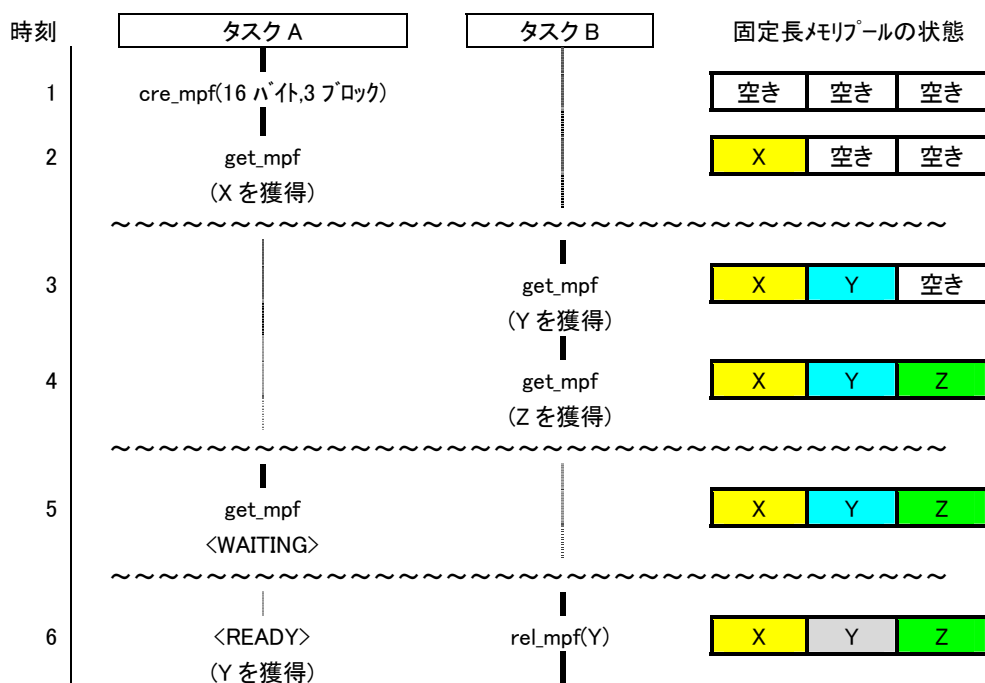 時刻 タスク A タスク B 固定長メモリプールの状態
1 cre_mpf(16 バイト,3 ブロック) 空き 空き 空き
2 get_mpf X 空き 空き
(X を獲得)
~~~~~~~~~~~~~~~~~~~~~~~~~~~~~~~~~~~
3 get_mpf X Y 空き
(Y を獲得)
4 get_mpf X Y Z
(Z を獲得)
~~~~~~~~~~~~~~~~~~~~~~~~~~~~~~~~~~~
5 get_mpf X Y Z
<WAITING>
~~~~~~~~~~~~~~~~~~~~~~~~~~~~~~~~~~~
6 <READY> rel_mpf(Y) X Y Z
(Y を獲得)